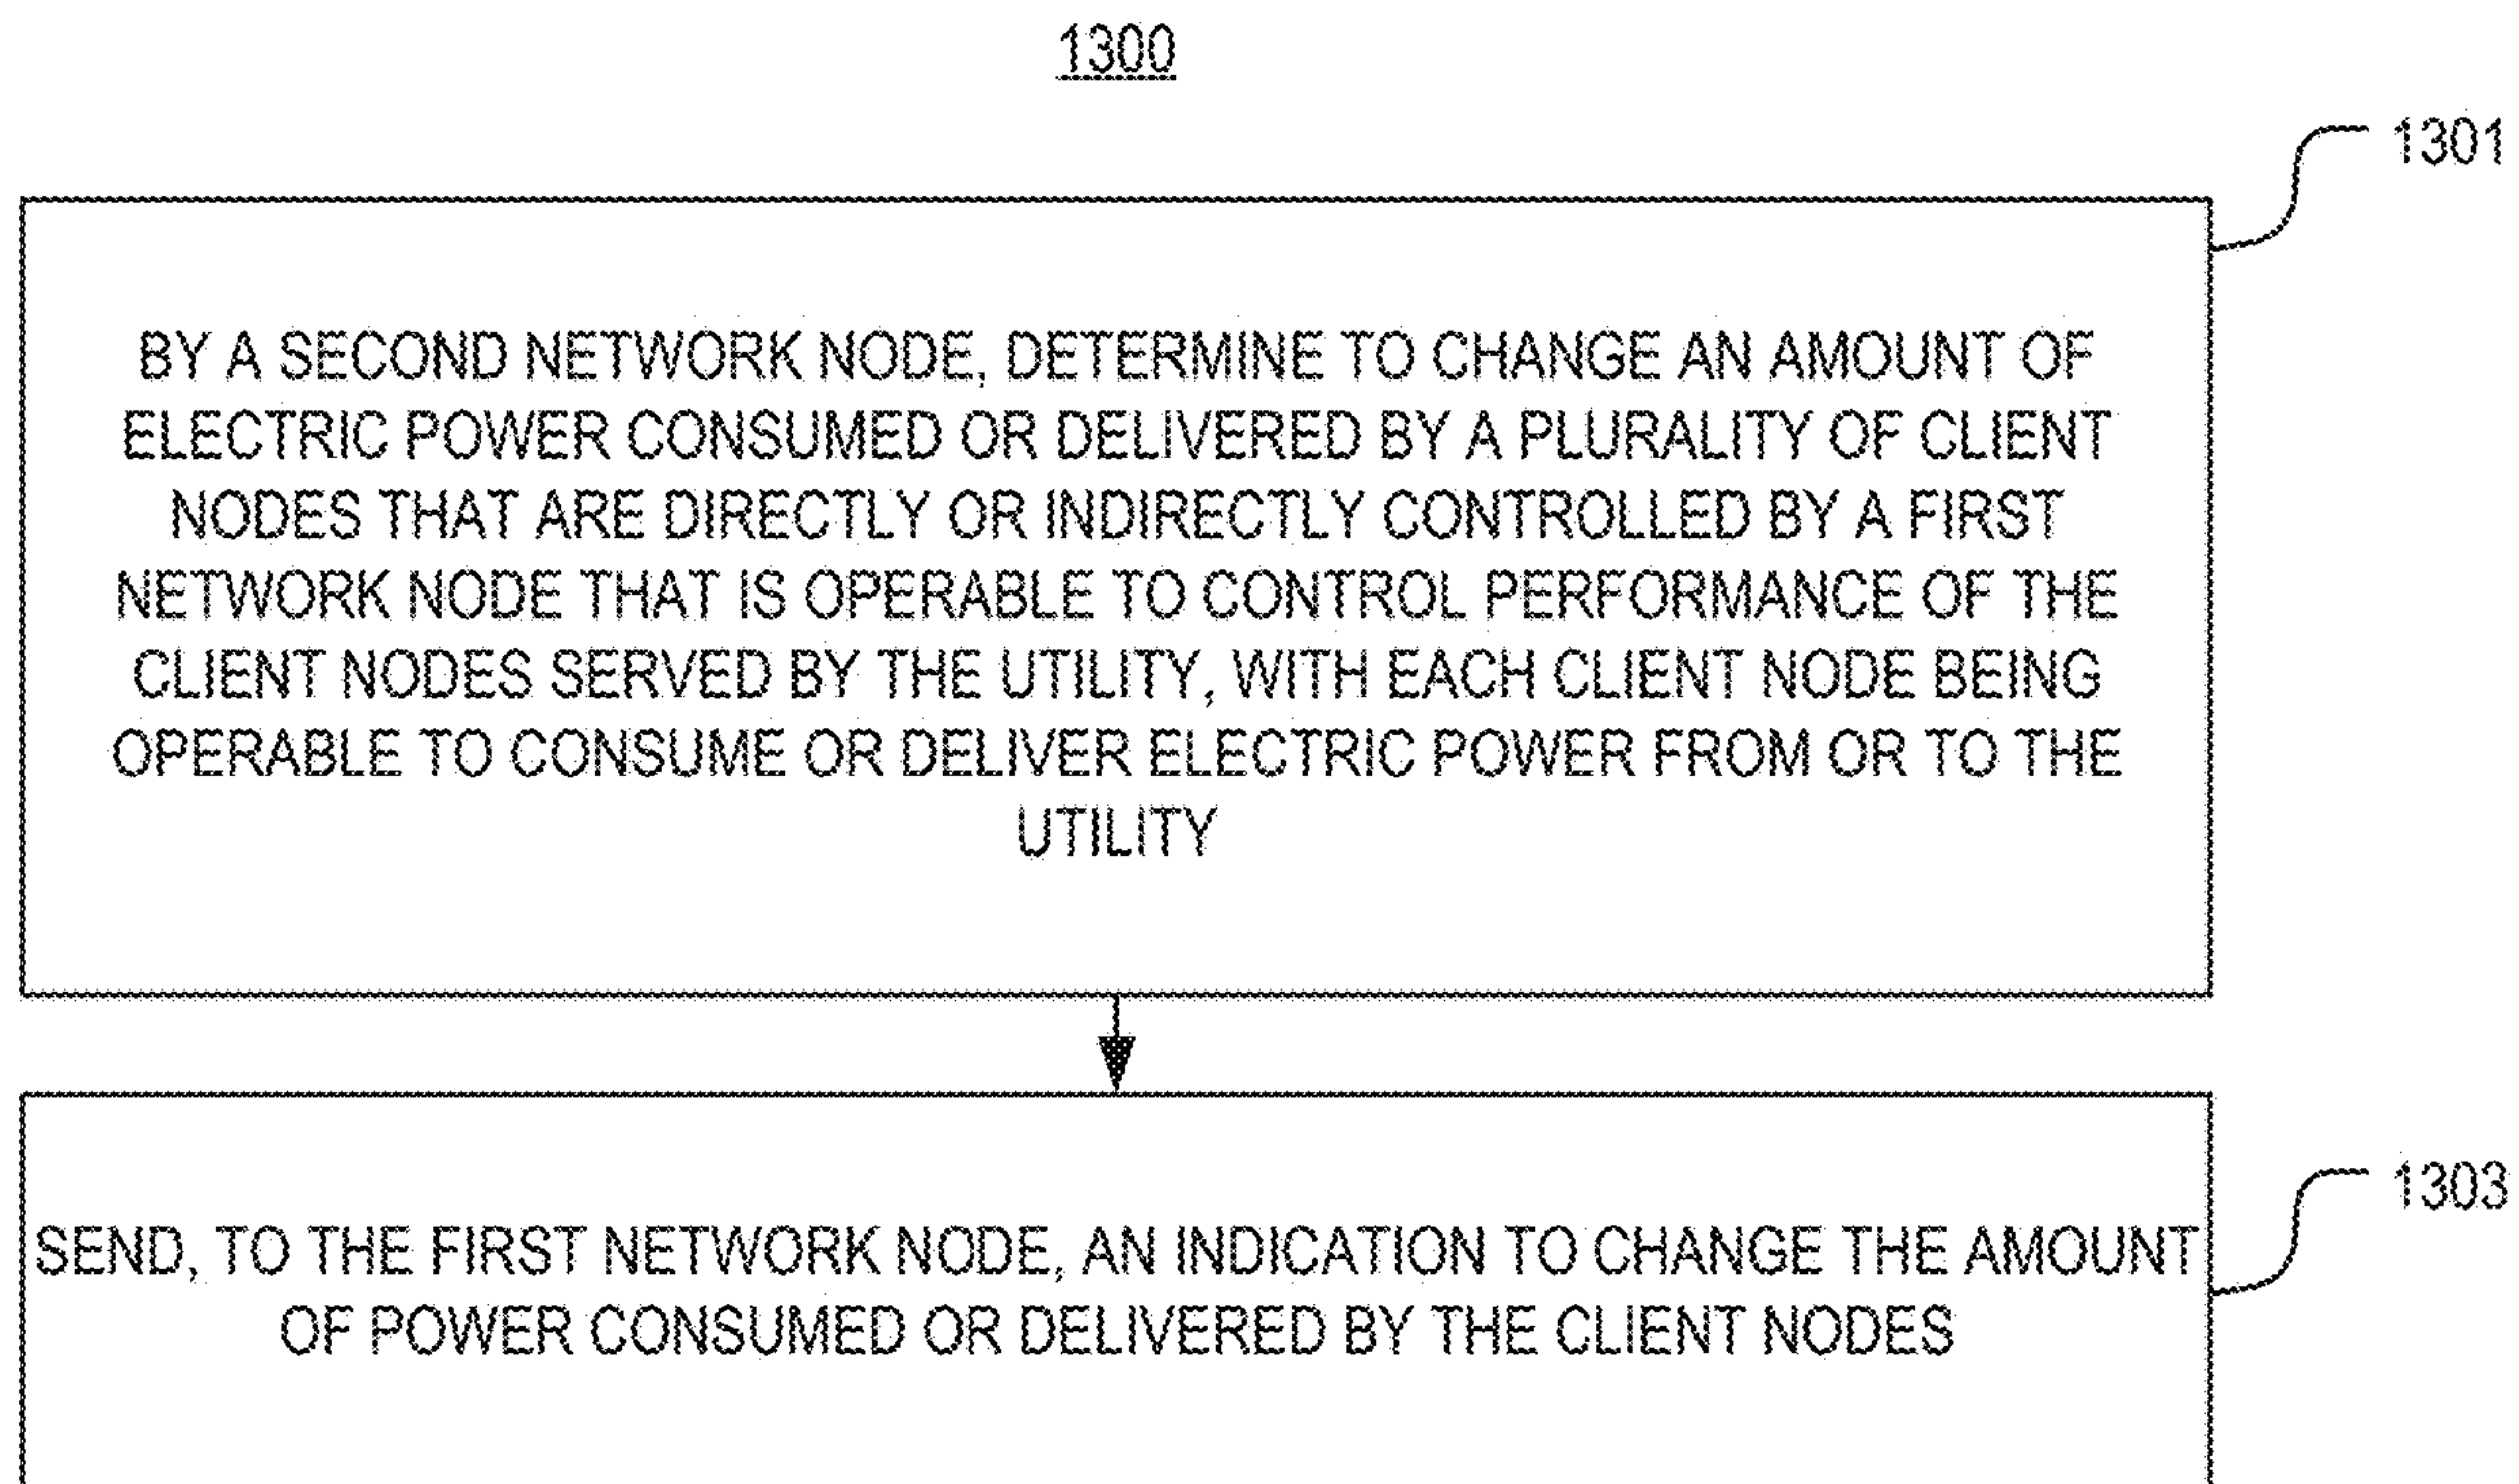 1300
1301
BY A SECOND NETWORK NODE, DETERMINE TO CHANGE AN AMOUNT OF
ELECTRIC POWER CONSUMED OR DELIVERED BY A PLURALITY OF CLIENT
NODES THAT ARE DIRECTLY OR INDIRECTLY CONTROLLED BY A FIRST
NETWORK NODE THAT IS OPERABLE TO CONTROL PERFORMANCE OF THE
CLIENT NODES SERVED BY THE UTILITY, WITH EACH CLIENT NODE BEING
OPERABLE TO CONSUME OR DELIVER ELECTRIC POWER FROM OR TO THE
UTILITY
1303
SEND, TO THE FIRST NETWORK NODE, AN INDICATION TO CHANGE THE AMOUNT
OF POWER CONSUMED OR DELIVERED BY THE CLIENT NODES